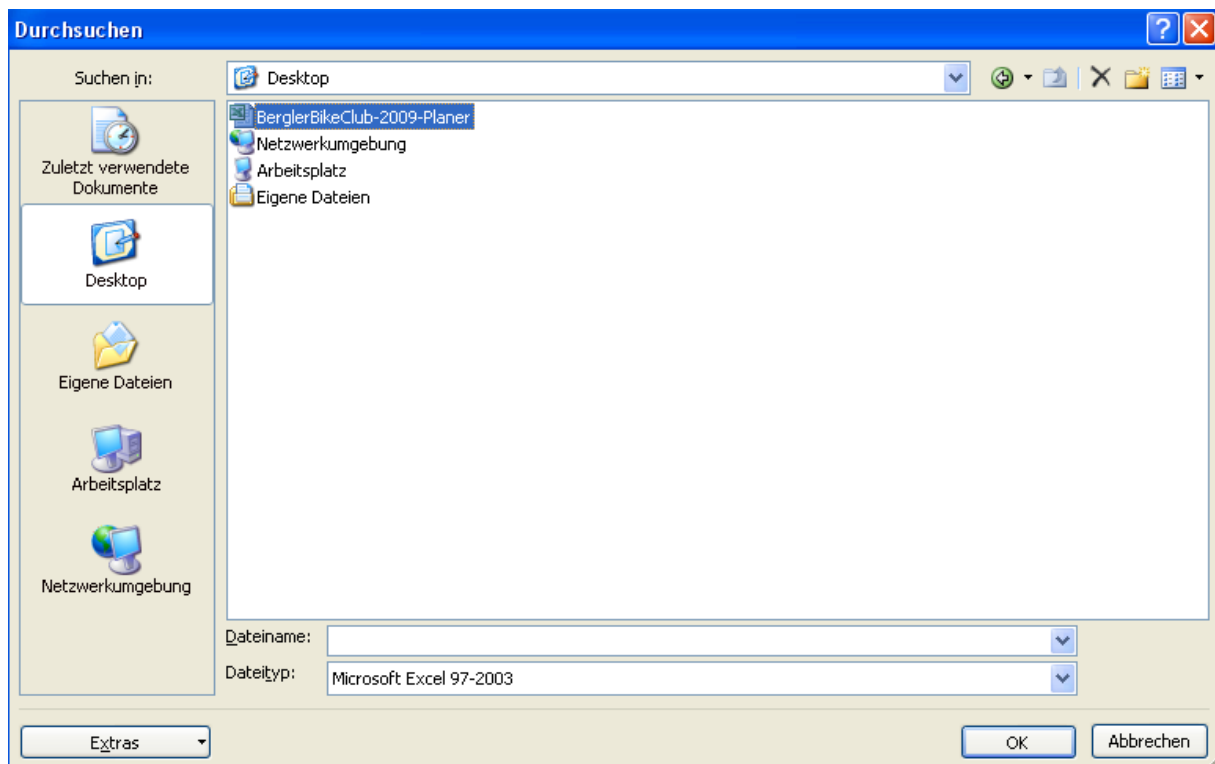 Durchsuchen
Suchen in:
Desktop
Zuletzt verwendete
Dokumente
Desktop
Eigene Dateien
Arbeitsplatz
Netzwerkumgebung
BerglerBikeClub-2009-Planer
Netzwerkumgebung
Arbeitsplatz
Eigene Dateien
Dateiname:
Dateityp:
Microsoft Excel 97-2003
Extras
OK
Abbrechen